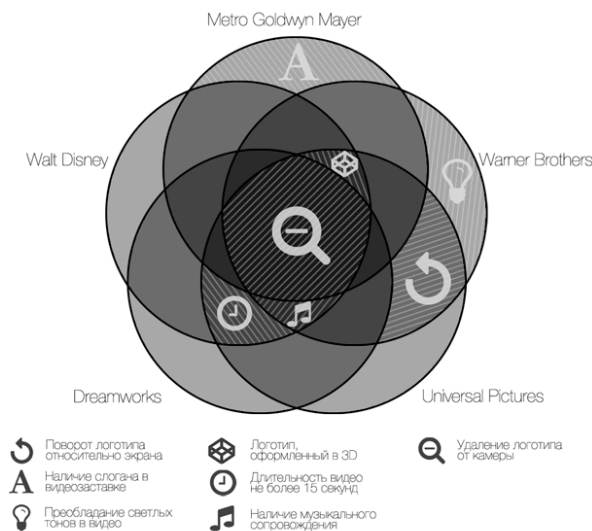 Metro Goldwyn Mayer
Walt Disney
Warner Brothers
A
Dreamworks
Universal Pictures
Поворот логотипа
относительно экрана
A
Наличие слогана в
видеозаставке
Преобладание светлых
тонов в видео
Логотип,
оформленный в 3D
Длительность видео
не более 15 секунд
Наличие музыкального
сопровождения
Удаление логотипа
от камеры